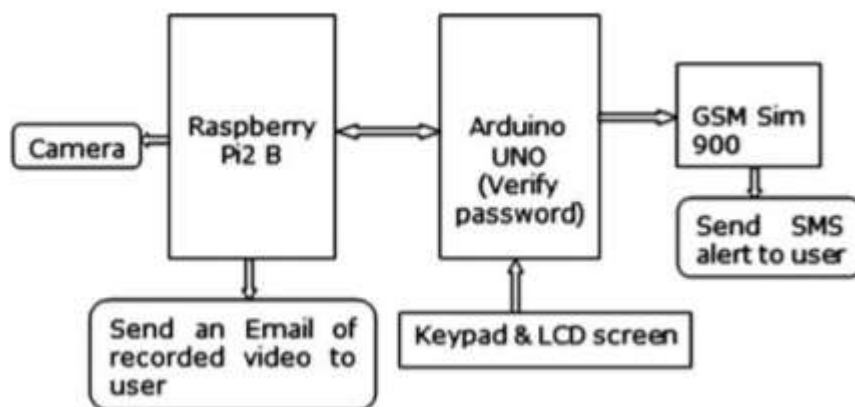 Camera
Raspberry
Pi2 B
Arduino
UNO
(Verify
password)
GSM Sim
900
Send SMS
alert to user
Send an Email of
recorded video to
user
Keypad & LCD screen